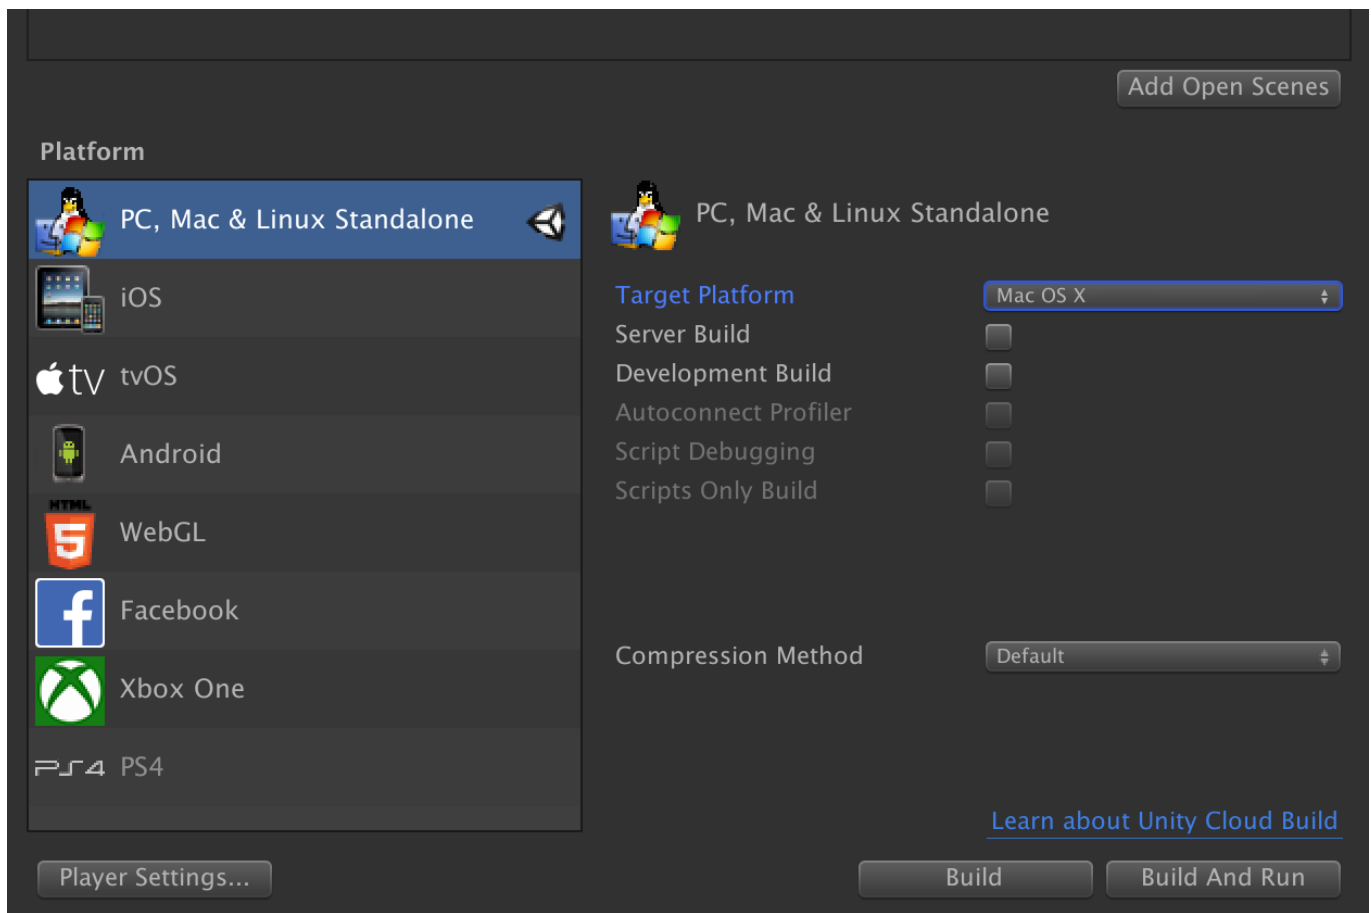 Add Open Scenes
Platform
PC, Mac & Linux Standalone
iOS
tv tvOS
Android
HTML
5 WebGL
f Facebook
Xbox One
PS4 PS4
PC, Mac & Linux Standalone
Target Platform Mac OS X
Server Build
Development Build
Autoconnect Profiler
Script Debugging
Scripts Only Build
Compression Method Default
Learn about Unity Cloud Build
Player Settings... Build Build And Run